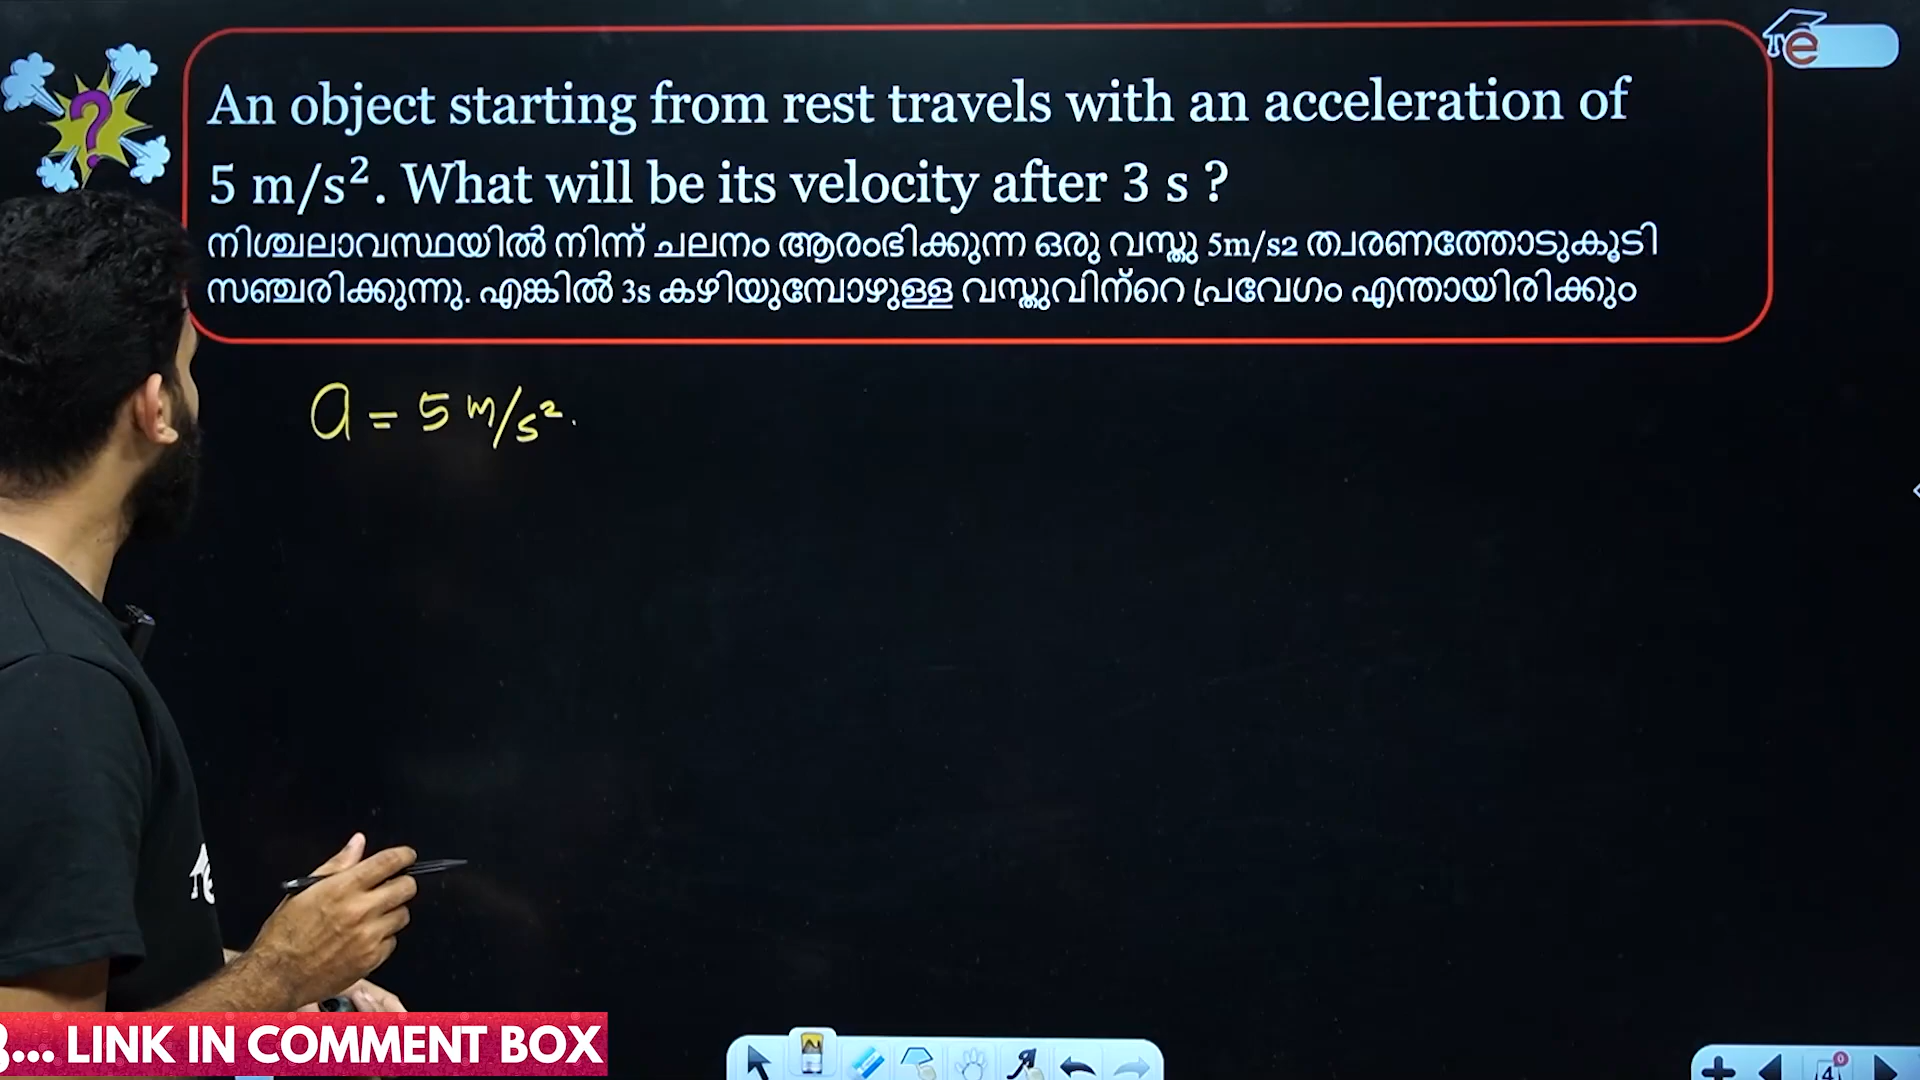 An object starting from rest travels with an acceleration of
5 m/s². What will be its velocity after 3 s ?
നിശ്ചലാവസ്ഥയിൽ നിന്ന് ചലനം ആരംഭിക്കുന്ന ഒരു വസ്തു 5m/s2 ത്വരണത്തോടുകൂടി
സഞ്ചരിക്കുന്നു. എങ്കിൽ 3s കഴിയുമ്പോഴുള്ള വസ്തുവിന്റെ പ്രവേഗം എന്തായിരിക്കും
a = 5 m/s².
... LINK IN COMMENT BOX
4